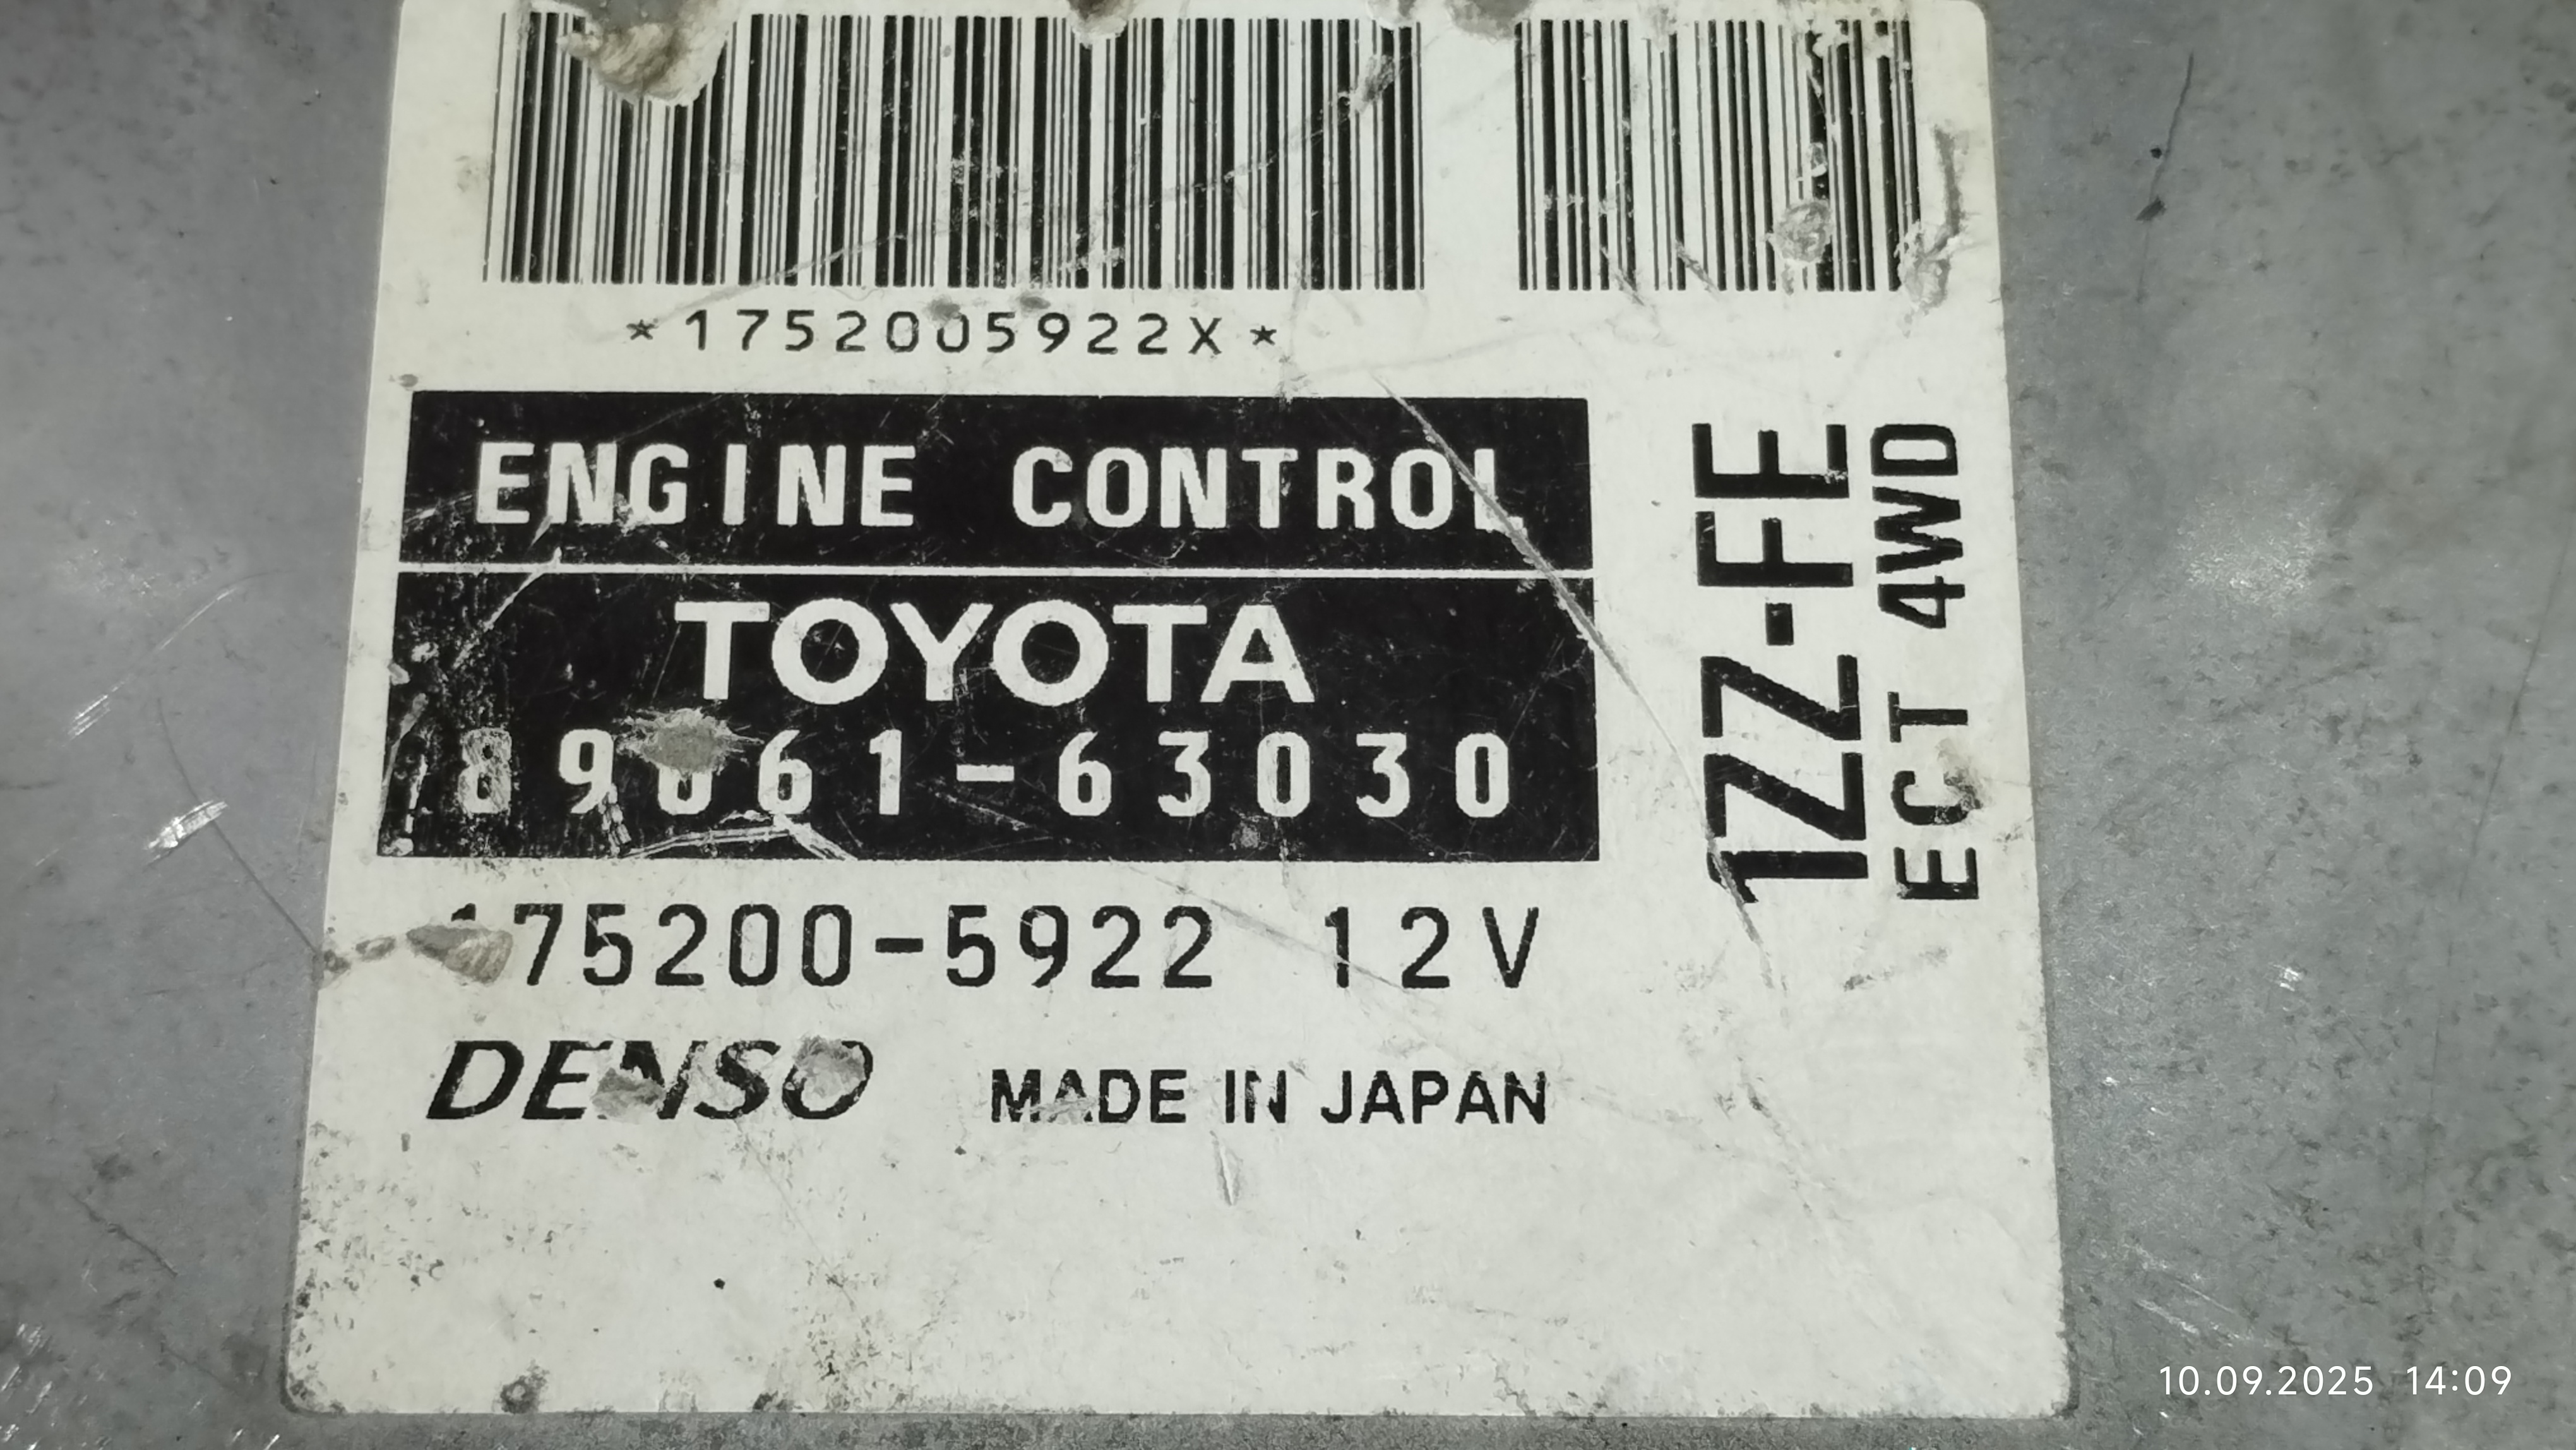 *1752005922X*
ENGINE CONTROL
TOYOTA
89661-63030
175200-5922 12V
DENSO MADE IN JAPAN
1ZZ-FE
ECT 4WD
10.09.2025 14:09